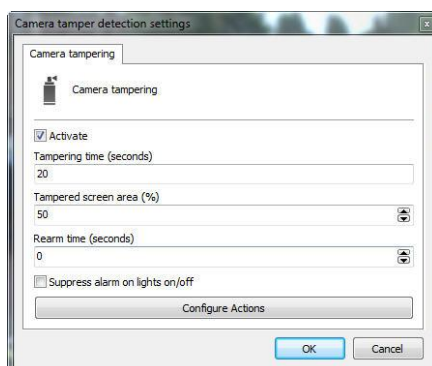 Camera tamper detection settings
Camera tampering
Camera tampering
Activate
Tampering time (seconds)
20
Tampered screen area (%)
50
Rearm time (seconds)
0
Suppress alarm on lights on/off
Configure Actions
OK Cancel